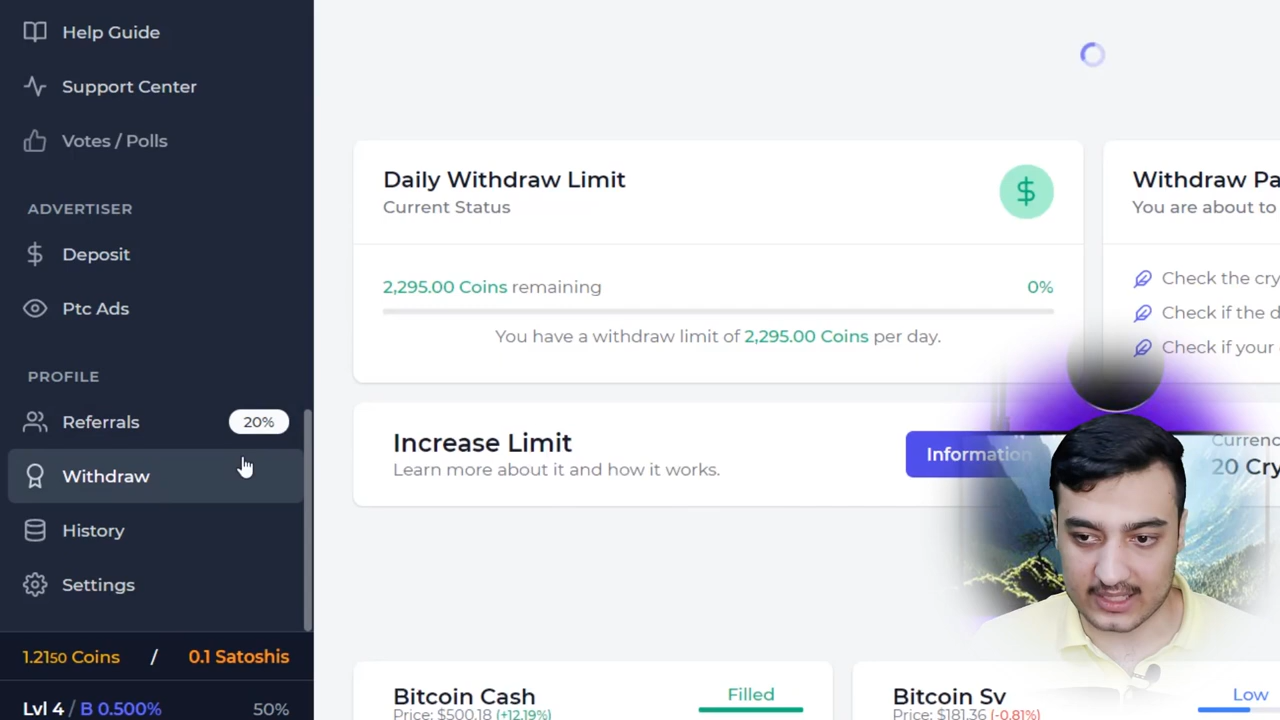 Help Guide
Support Center
Votes / Polls
ADVERTISER
Deposit
Ptc Ads
PROFILE
Referrals 20%
Withdraw
History
Settings
1.2150 Coins / 0.1 Satoshis
Lvl 4 / B 0.500% 50%
Daily Withdraw Limit
Current Status
$
2,295.00 Coins remaining 0%
You have a withdraw limit of 2,295.00 Coins per day.
Withdraw Pa
You are about to
Check the cry
Check if the d
Check if your
Increase Limit
Learn more about it and how it works.
Information
Currenc
20 Cry
Bitcoin Cash
Filled
Price: $500.18 (+12.19%)
Bitcoin Sv
Low
Price: $181.36 (-0.81%)